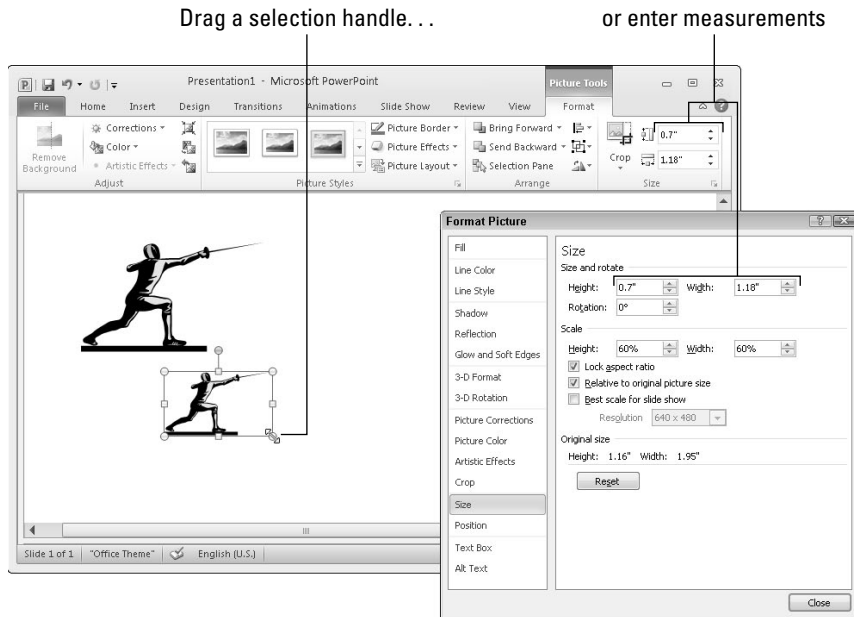 Drag a selection handle. . . or enter measurements
Presentation1 - Microsoft PowerPoint Picture Tools
File Home Insert Design Transitions Animations Slide Show Review View Format
Remove Background
Corrections
Color
Artistic Effects
Adjust
Picture Styles
Picture Border
Picture Effects
Picture Layout
Bring Forward
Send Backward
Selection Pane
Arrange
Crop
0.7"
1.18"
Size
Format Picture
Fill
Line Color
Line Style
Shadow
Reflection
Glow and Soft Edges
3-D Format
3-D Rotation
Picture Corrections
Picture Color
Artistic Effects
Crop
Size
Position
Text Box
Alt Text
Size
Size and rotate
Height: 0.7" Width: 1.18"
Rotation: 0°
Scale
Height: 60% Width: 60%
Lock aspect ratio
Relative to original picture size
Best scale for slide show
Resolution 640 x 480
Original size
Height: 1.16" Width: 1.95"
Reset
Close
Slide 1 of 1 "Office Theme" English (U.S.)